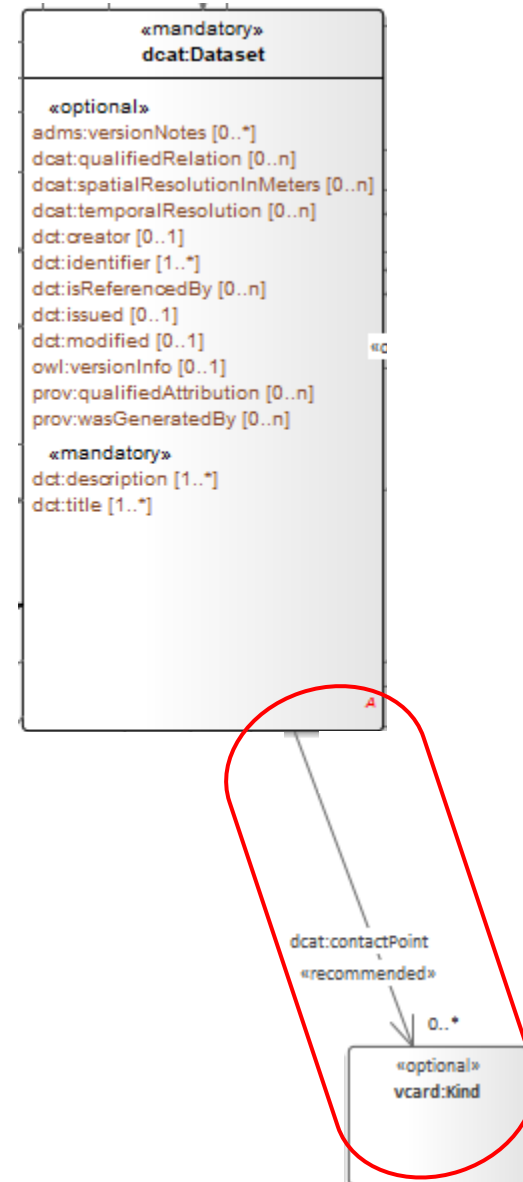 «mandatory»
dcat:Dataset
«optional»
adms:versionNotes [0..*]
dcat:qualifiedRelation [0..n]
dcat:spatialResolutionInMeters [0..n]
dcat:temporalResolution [0..n]
dct:creator [0..1]
dct:identifier [1..*]
dct:isReferencedBy [0..n]
dct:issued [0..1]
dct:modified [0..1]
owl:versionInfo [0..1]
prov:qualifiedAttribution [0..n]
prov:wasGeneratedBy [0..n]
«mandatory»
dct:description [1..*]
dct:title [1..*]
A
dcat:contactPoint
«recommended»
0..*
«optional»
vcard:Kind